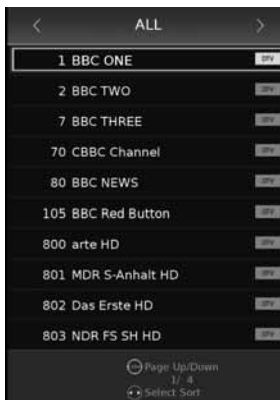 ALL
1 BBC ONE DTV
2 BBC TWO DTV
7 BBC THREE DTV
70 CBBC Channel DTV
80 BBC NEWS DTV
105 BBC Red Button DTV
800 arte HD DTV
801 MDR S-Anhalt HD DTV
802 Das Erste HD DTV
803 NDR FS SH HD DTV
Page Up/Down
1/ 4
Select Sort